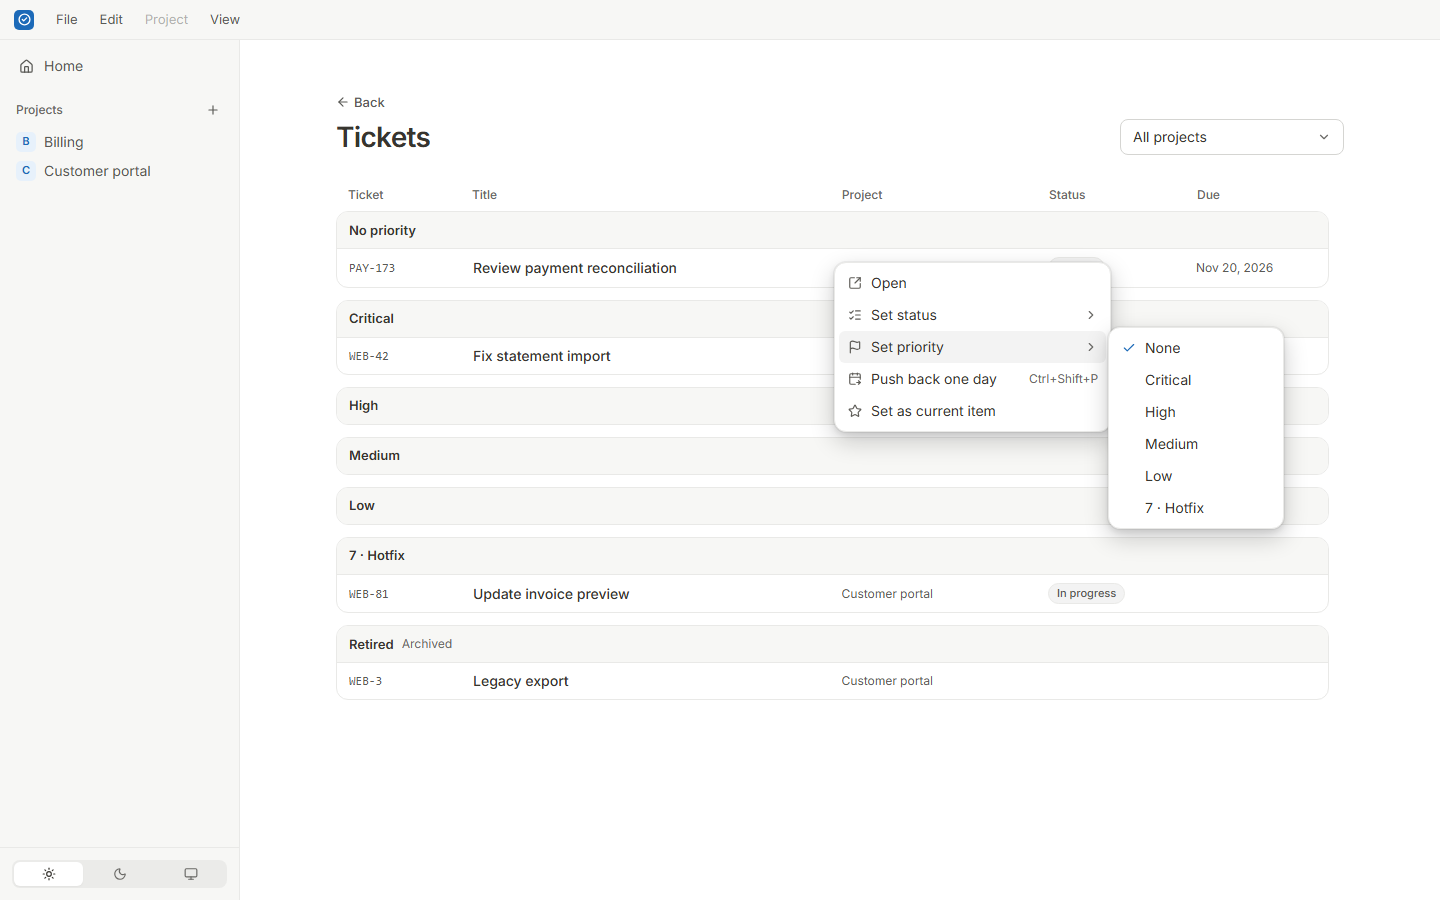 File Edit Project View
Home
Projects
B Billing
C Customer portal
Back
Tickets
All projects
Ticket Title Project Status Due
No priority
PAY-173 Review payment reconciliation Nov 20, 2026
Critical
WEB-42 Fix statement import
High
Medium
Low
7 · Hotfix
WEB-81 Update invoice preview Customer portal In progress
Retired Archived
WEB-3 Legacy export Customer portal
Open
Set status
Set priority
Push back one day Ctrl+Shift+P
Set as current item
None
Critical
High
Medium
Low
7 · Hotfix